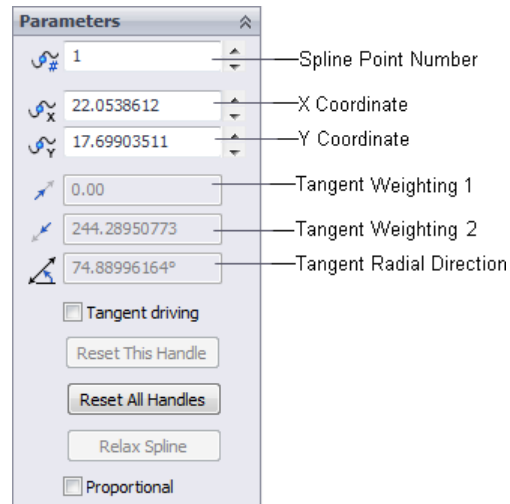 Parameters
# 1 Spline Point Number
X 22.0538612 X Coordinate
Y 17.69903511 Y Coordinate
0.00 Tangent Weighting 1
244.28950773 Tangent Weighting 2
74.88996164° Tangent Radial Direction
Tangent driving
Reset This Handle
Reset All Handles
Relax Spline
Proportional